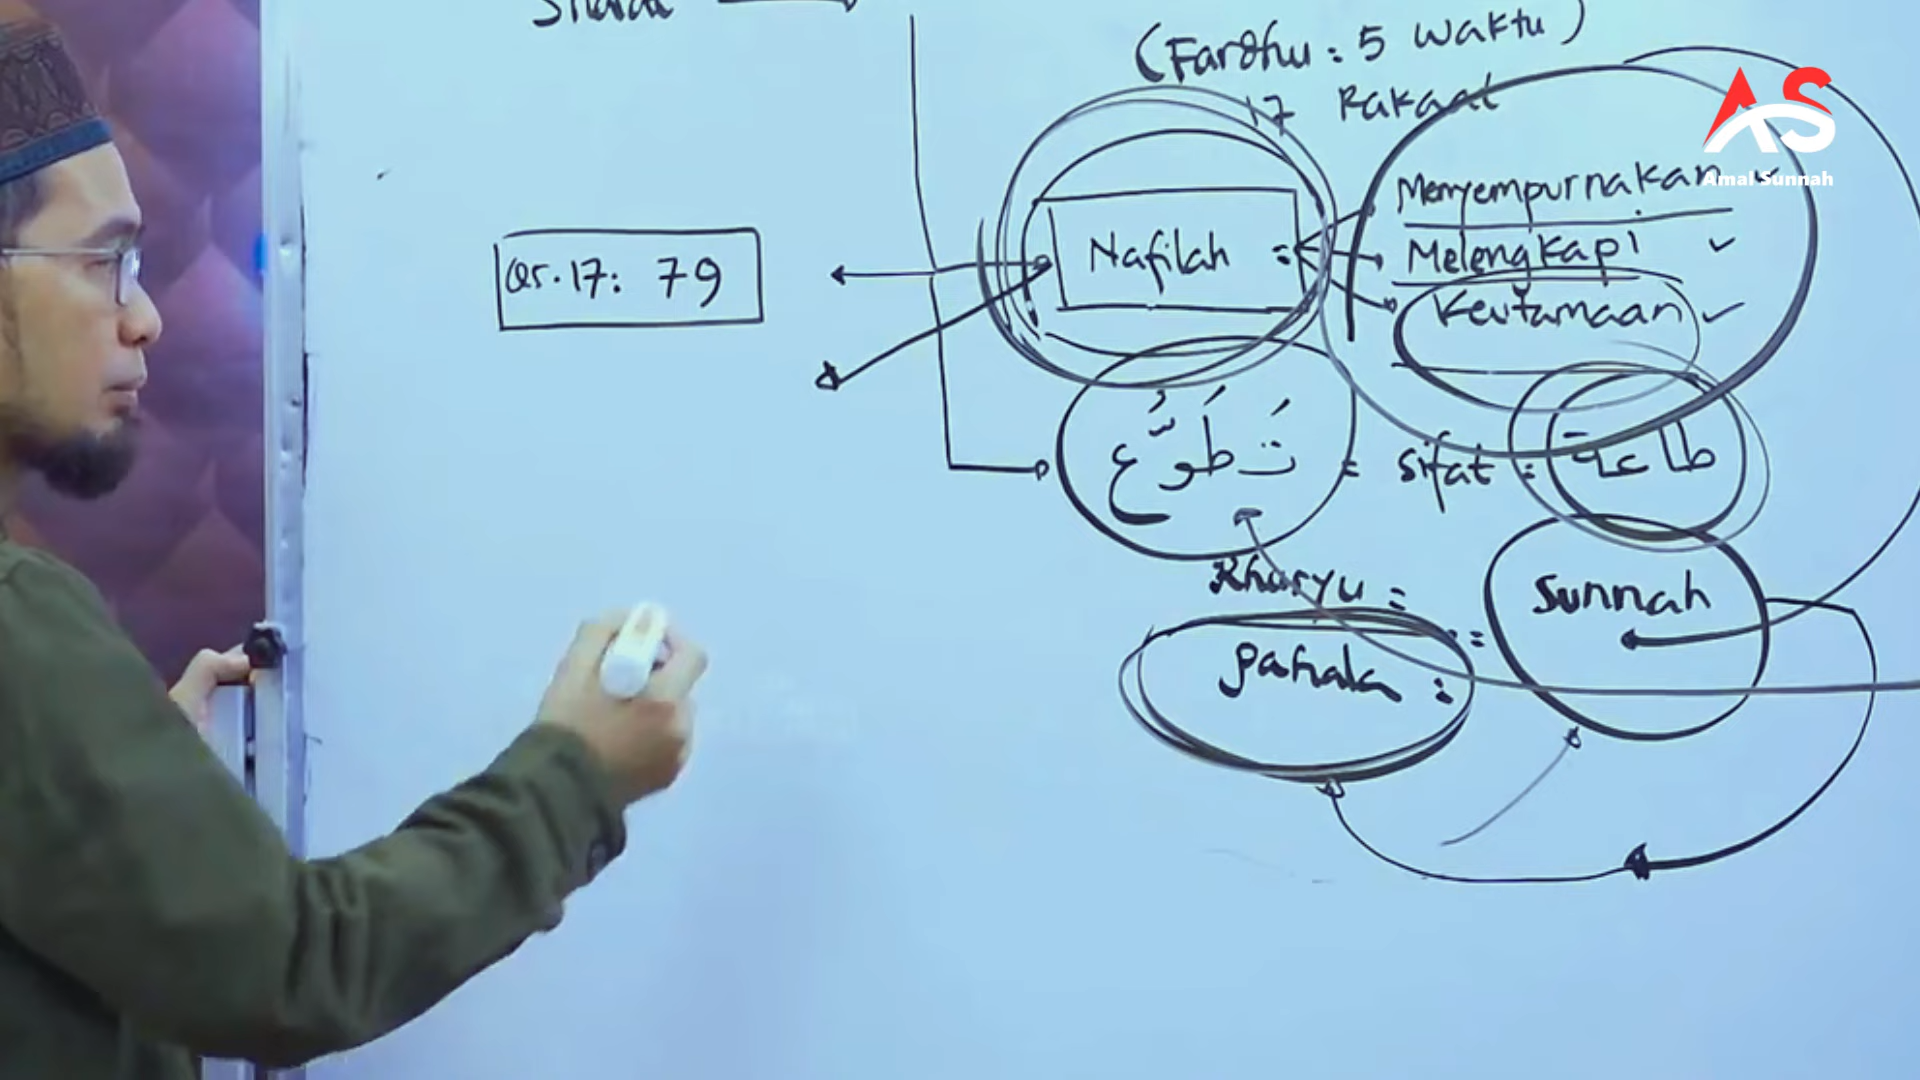 (Fardhu : 5 waktu)
17 Rakaat
AS
Amal Sunnah
Menyempurnakan
Qs. 17: 79
Nafilah =
Melengkapi ✓
Keutamaan ✓
تَطَوُّع = sifat : طاعة
= Sunnah
pahala :